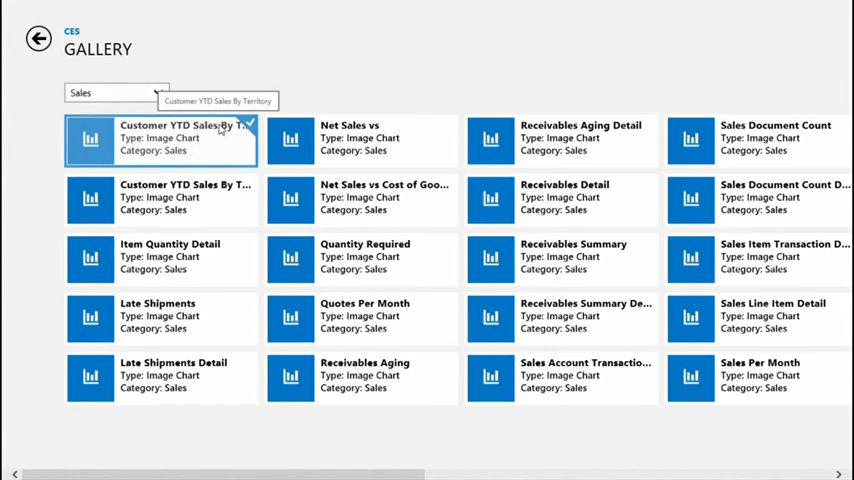 CES
GALLERY
Sales
Customer YTD Sales By Territory
Customer YTD Sales By T...
Type: Image Chart
Category: Sales
Net Sales vs
Type: Image Chart
Category: Sales
Receivables Aging Detail
Type: Image Chart
Category: Sales
Sales Document Count
Type: Image Chart
Category: Sales
Customer YTD Sales By T...
Type: Image Chart
Category: Sales
Net Sales vs Cost of Goo...
Type: Image Chart
Category: Sales
Receivables Detail
Type: Image Chart
Category: Sales
Sales Document Count D...
Type: Image Chart
Category: Sales
Item Quantity Detail
Type: Image Chart
Category: Sales
Quantity Required
Type: Image Chart
Category: Sales
Receivables Summary
Type: Image Chart
Category: Sales
Sales Item Transaction D...
Type: Image Chart
Category: Sales
Late Shipments
Type: Image Chart
Category: Sales
Quotes Per Month
Type: Image Chart
Category: Sales
Receivables Summary De...
Type: Image Chart
Category: Sales
Sales Line Item Detail
Type: Image Chart
Category: Sales
Late Shipments Detail
Type: Image Chart
Category: Sales
Receivables Aging
Type: Image Chart
Category: Sales
Sales Account Transactio...
Type: Image Chart
Category: Sales
Sales Per Month
Type: Image Chart
Category: Sales